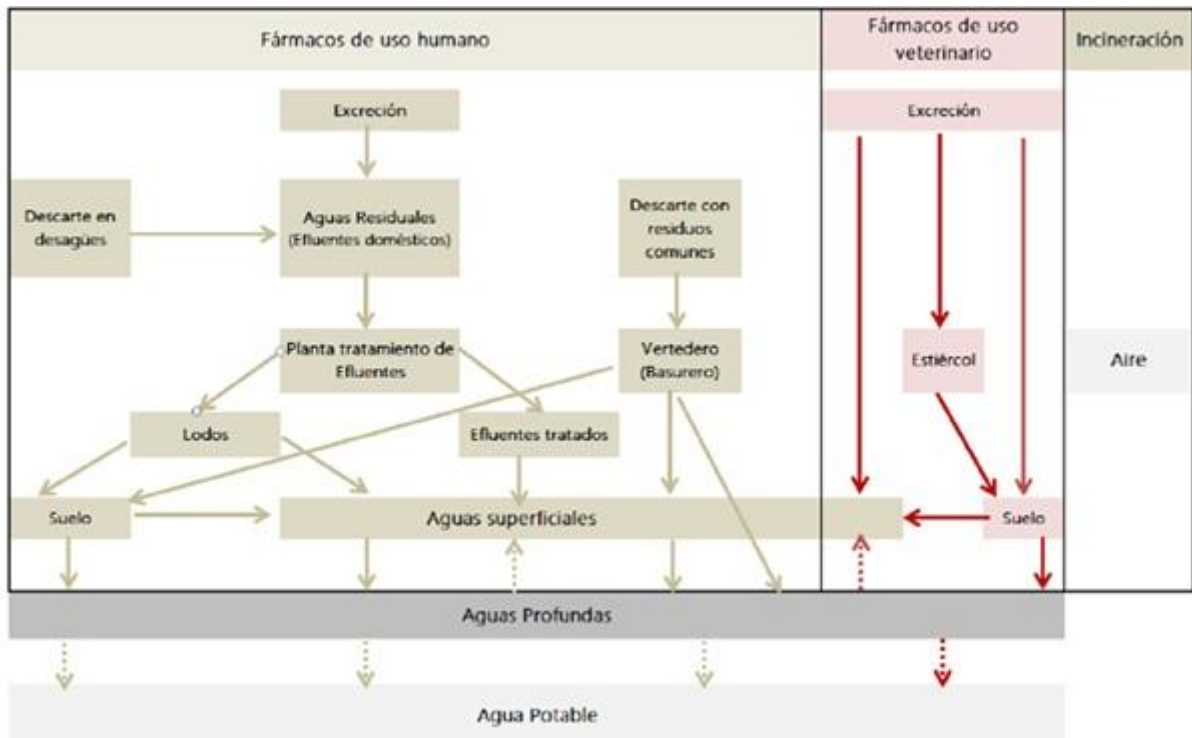 Fármacos de uso humano
Fármacos de uso
veterinario
Incineración
Excreción
Excreción
Descarte en
desagües
Aguas Residuales
(Efluentes domésticos)
Descarte con
residuos
comunes
Planta tratamiento de
Efluentes
Vertedero
(Basurero)
Estiércol
Aire
Lodos
Efluentes tratados
Suelo
Aguas superficiales
Suelo
Aguas Profundas
Agua Potable